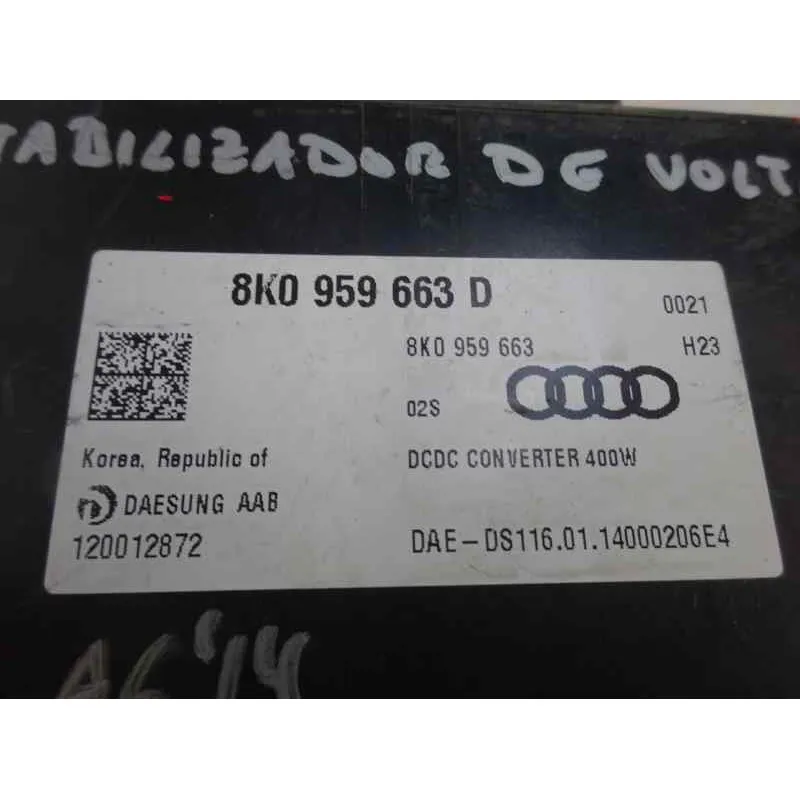 TABILIZADOR DE VOLT
8K0 959 663 D
0021
8K0 959 663
H23
02S
Korea, Republic of
DCDC CONVERTER 400W
DAESUNG AAB
120012872
DAE-DS116.01.14000206E4
A6'14